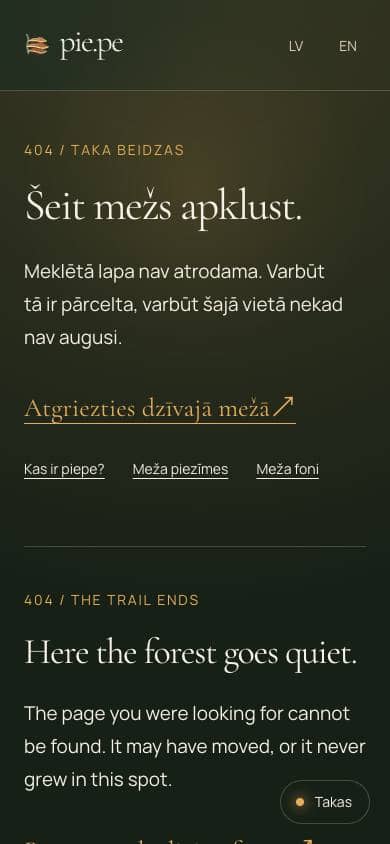 pie.pe
LV EN
404 / TAKA BEIDZAS
Šeit mežs apklust.
Meklētā lapa nav atrodama. Varbūt
tā ir pārcelta, varbūt šajā vietā nekad
nav augusi.
Atgriezties dzīvajā mežā↗
Kas ir piepe? Meža piezīmes Meža foni
404 / THE TRAIL ENDS
Here the forest goes quiet.
The page you were looking for cannot
be found. It may have moved, or it never
grew in this spot.
Takas